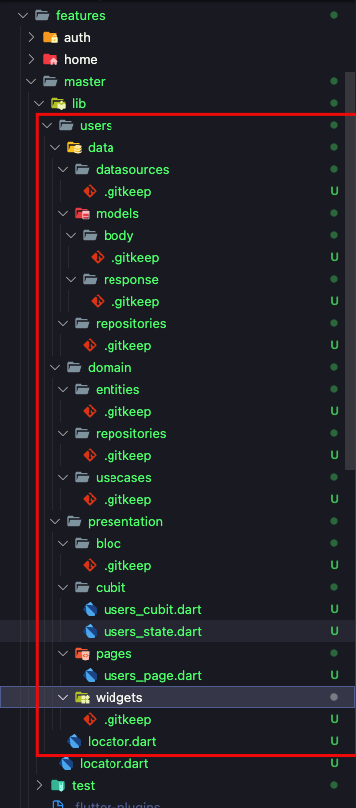 features
auth
home
master
lib
users
data
datasources
.gitkeep U
models
body
.gitkeep U
response
.gitkeep U
repositories
.gitkeep U
domain
entities
.gitkeep U
repositories
.gitkeep U
usecases
.gitkeep U
presentation
bloc
.gitkeep U
cubit
users_cubit.dart U
users_state.dart U
pages
users_page.dart U
widgets
.gitkeep U
locator.dart U
locator.dart U
test
.flutter-plugins